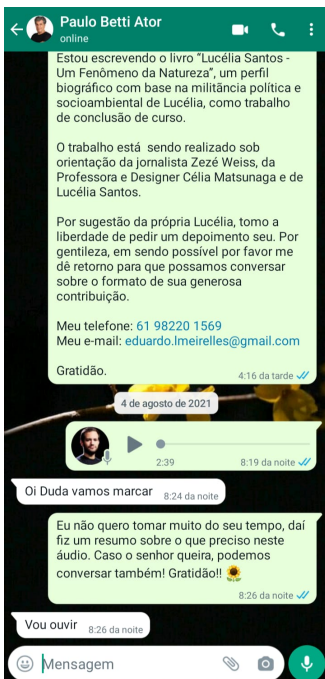 Paulo Betti Ator
online
Estou escrevendo o livro “Lucélia Santos -
Um Fenômeno da Natureza”, um perfil
biográfico com base na militância política e
socioambiental de Lucélia, como trabalho
de conclusão de curso.
O trabalho está sendo realizado sob
orientação da jornalista Zezé Weiss, da
Professora e Designer Célia Matsunaga e de
Lucélia Santos.
Por sugestão da própria Lucélia, tomo a
liberdade de pedir um depoimento seu. Por
gentileza, em sendo possível por favor me
dê retorno para que possamos conversar
sobre o formato de sua generosa
contribuição.
Meu telefone: 61 98220 1569
Meu e-mail: eduardo.lmeirelles@gmail.com
Gratidão.
4:16 da tarde
4 de agosto de 2021
2:39
8:19 da noite
Oi Duda vamos marcar
8:24 da noite
Eu não quero tomar muito do seu tempo, daí
fiz um resumo sobre o que preciso neste
áudio. Caso o senhor queira, podemos
conversar também! Gratidão!! 🌻
8:26 da noite
Vou ouvir
8:26 da noite
Mensagem